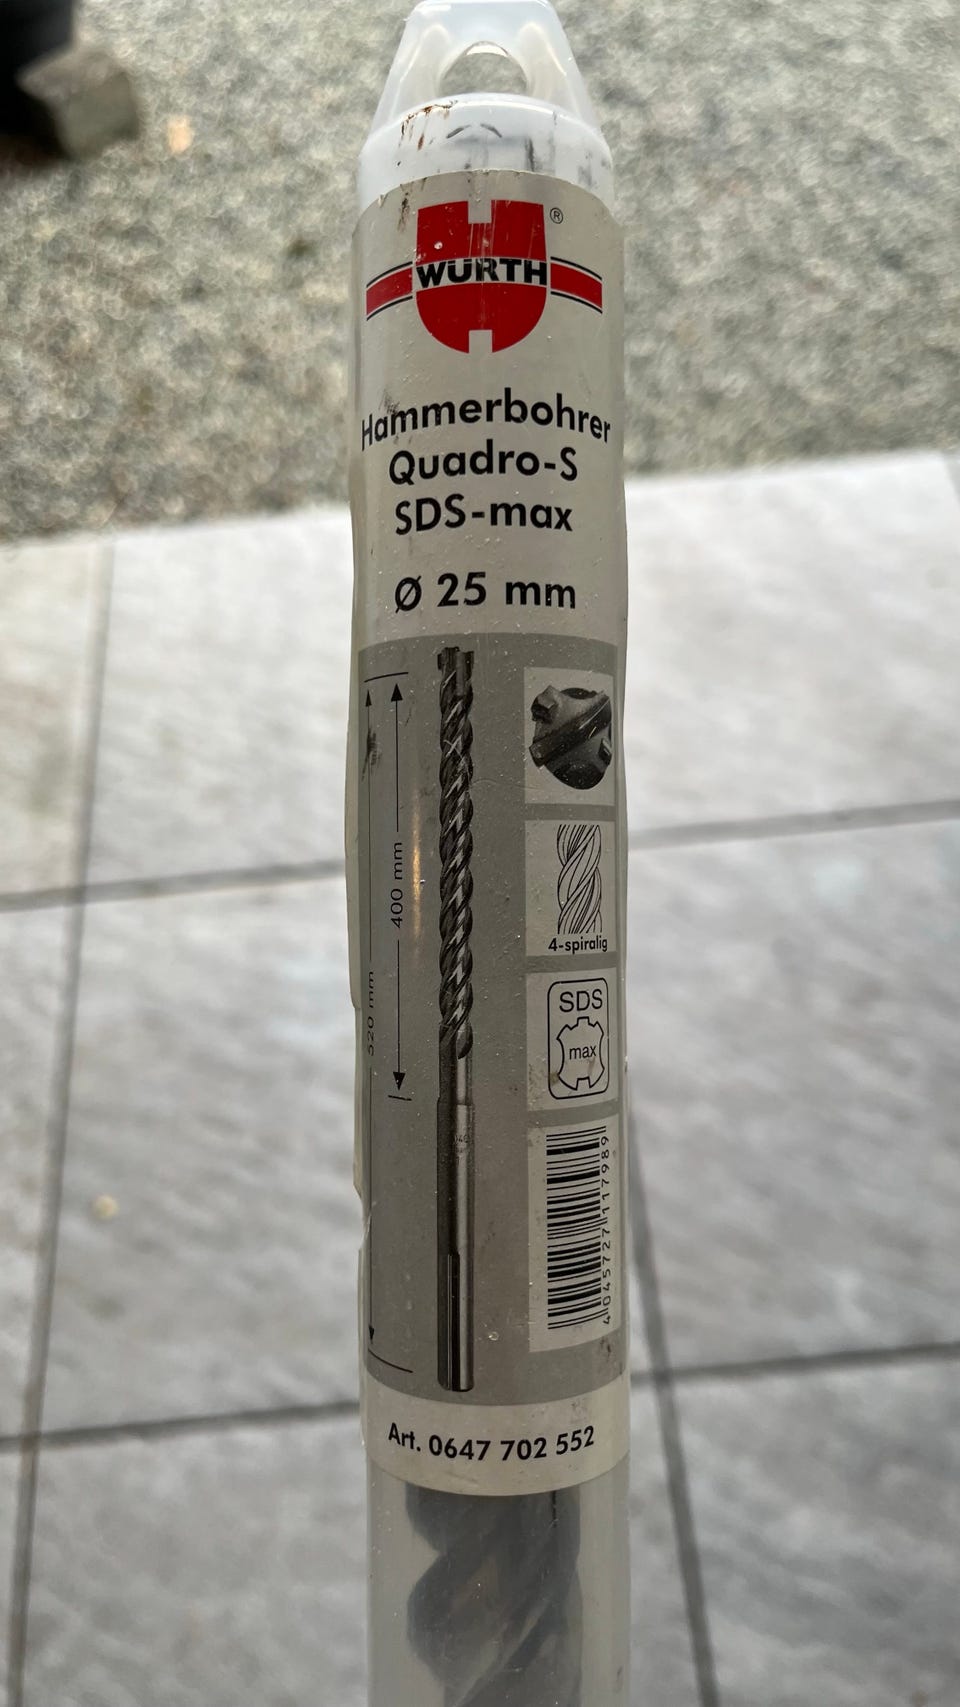 WÜRTH
®
Hammerbohrer
Quadro-S
SDS-max
Ø 25 mm
400 mm
520 mm
4-spiralig
SDS
max
4045727117989
Art. 0647 702 552